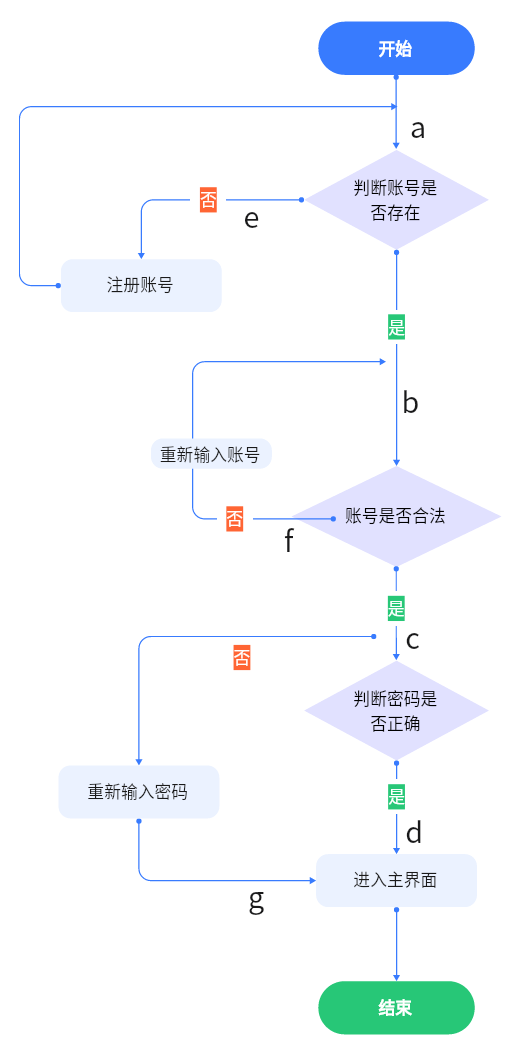 开始
a
判断账号是
否存在
否
e
注册账号
是
b
重新输入账号
账号是否合法
否
f
是
c
否
判断密码是
否正确
重新输入密码
是
d
进入主界面
g
结束